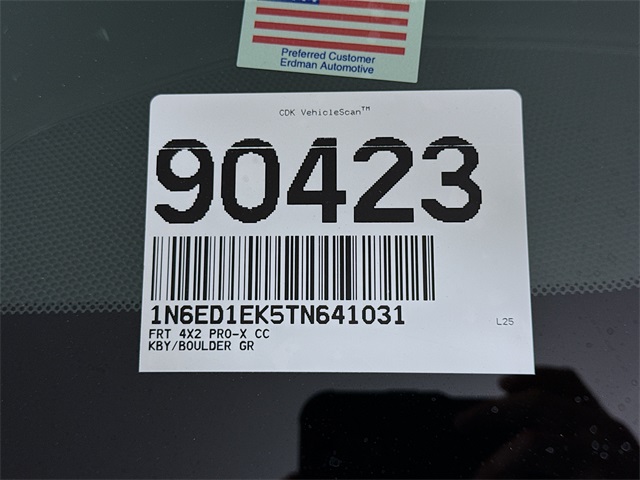 Preferred Customer
Erdman Automotive
CDK VehicleScan™
90423
1N6ED1EK5TN641031
FRT 4X2 PRO-X CC
KBY/BOULDER GR
L25